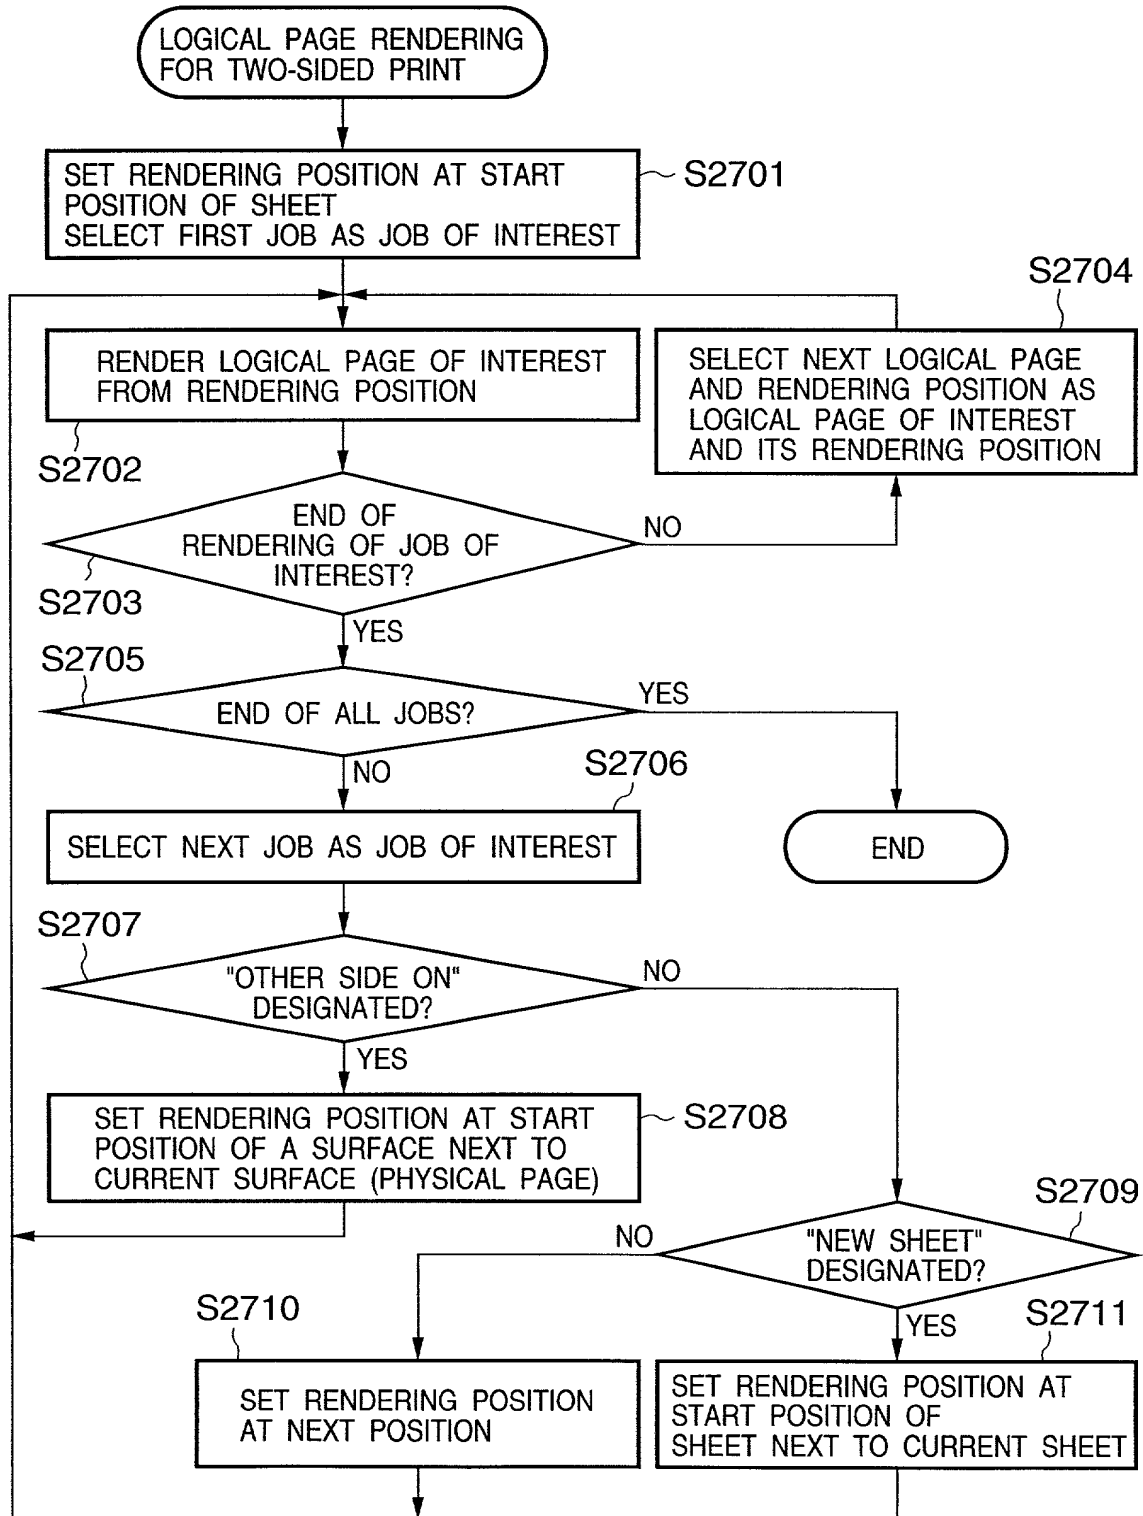 LOGICAL PAGE RENDERING
FOR TWO-SIDED PRINT
SET RENDERING POSITION AT START
POSITION OF SHEET
SELECT FIRST JOB AS JOB OF INTEREST
S2701
S2704
RENDER LOGICAL PAGE OF INTEREST
FROM RENDERING POSITION
S2702
SELECT NEXT LOGICAL PAGE
AND RENDERING POSITION AS
LOGICAL PAGE OF INTEREST
AND ITS RENDERING POSITION
END OF
RENDERING OF JOB OF
INTEREST?
NO
S2703
YES
S2705
END OF ALL JOBS?
YES
NO
S2706
SELECT NEXT JOB AS JOB OF INTEREST
END
S2707
"OTHER SIDE ON"
DESIGNATED?
NO
YES
SET RENDERING POSITION AT START
POSITION OF A SURFACE NEXT TO
CURRENT SURFACE (PHYSICAL PAGE)
S2708
S2709
"NEW SHEET"
DESIGNATED?
NO
YES
S2710
S2711
SET RENDERING POSITION
AT NEXT POSITION
SET RENDERING POSITION AT
START POSITION OF
SHEET NEXT TO CURRENT SHEET